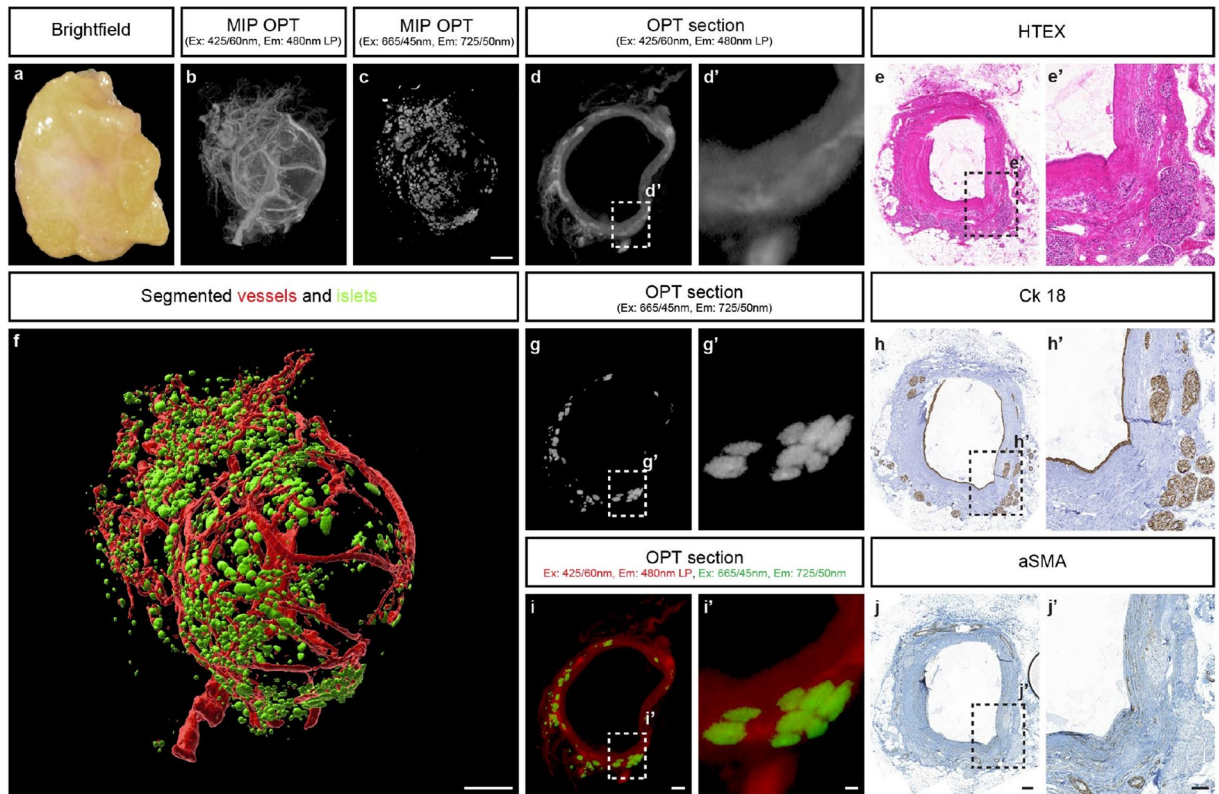 Brightfield
MIP OPT
(Ex: 425/60nm, Em: 480nm LP)
MIP OPT
(Ex: 665/45nm, Em: 725/50nm)
OPT section
(Ex: 425/60nm, Em: 480nm LP)
HTEX
a
b
c
d
d'
d'
e
e'
e'
Segmented vessels and islets
OPT section
(Ex: 665/45nm, Em: 725/50nm)
Ck 18
f
g
g'
g'
h
h'
h'
OPT section
Ex: 425/60nm, Em: 480nm LP, Ex: 665/45nm, Em: 725/50nm
aSMA
i
i'
i'
j
j'
j'